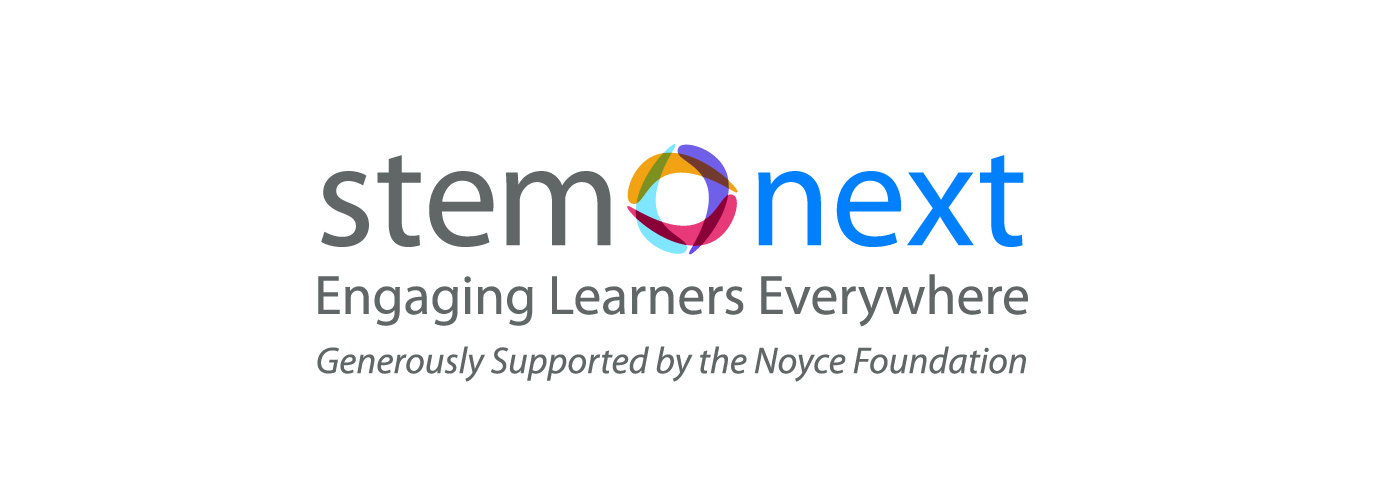 stem next
Engaging Learners Everywhere
Generously Supported by the Noyce Foundation